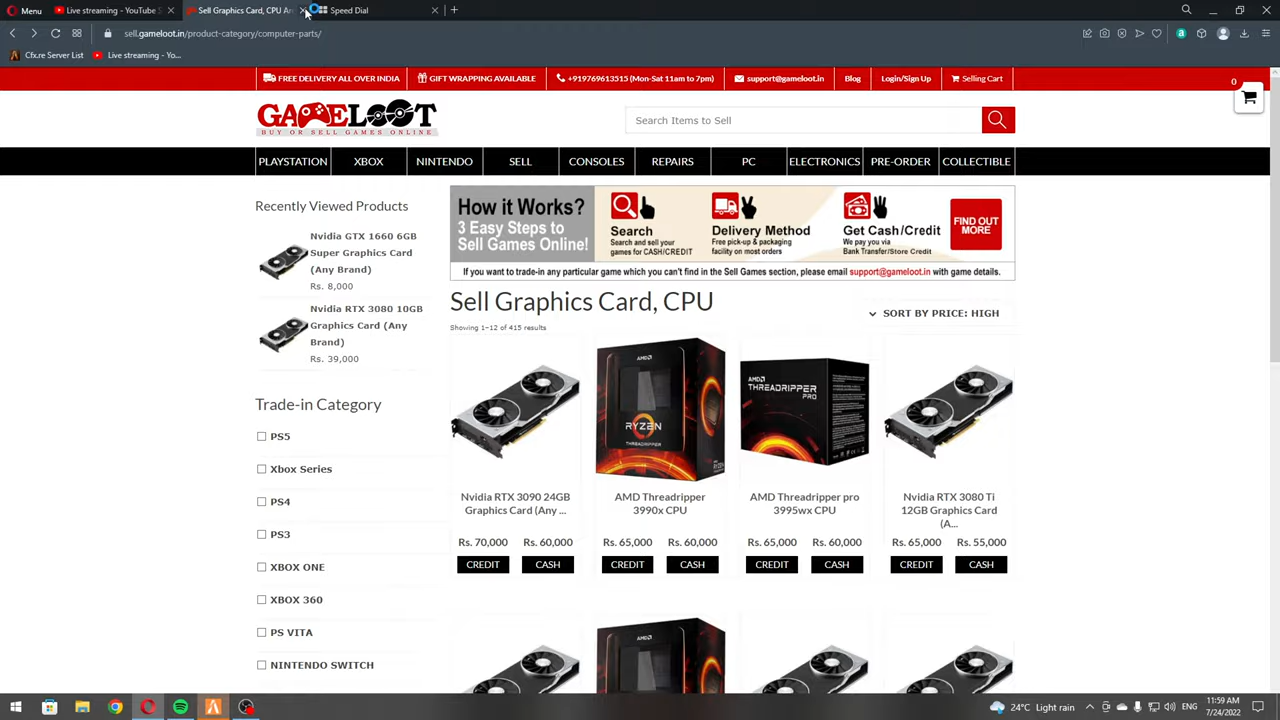 Menu
Live streaming - YouTube S
Sell Graphics Card, CPU An
Speed Dial
sell.gameloot.in/product-category/computer-parts/
Cfx.re Server List
Live streaming - Yo...
FREE DELIVERY ALL OVER INDIA
GIFT WRAPPING AVAILABLE
+919769613515 (Mon-Sat 11am to 7pm)
support@gameloot.in
Blog
Login/Sign Up
Selling Cart
0
GAMELOOT
BUY OR SELL GAMES ONLINE
Search Items to Sell
PLAYSTATION
XBOX
NINTENDO
SELL
CONSOLES
REPAIRS
PC
ELECTRONICS
PRE-ORDER
COLLECTIBLE
Recently Viewed Products
Nvidia GTX 1660 6GB
Super Graphics Card
(Any Brand)
Rs. 8,000
Nvidia RTX 3080 10GB
Graphics Card (Any
Brand)
Rs. 39,000
Trade-in Category
PS5
Xbox Series
PS4
PS3
XBOX ONE
XBOX 360
PS VITA
NINTENDO SWITCH
How it Works?
3 Easy Steps to
Sell Games Online!
Search
Search and sell your
games for CASH/CREDIT
Delivery Method
Free pick-up & packaging
facility on most orders
Get Cash/Credit
We pay you via
Bank Transfer/Store Credit
FIND OUT
MORE
If you want to trade-in any particular game which you can't find in the Sell Games section, please email support@gameloot.in with game details.
Sell Graphics Card, CPU
Showing 1–12 of 415 results
SORT BY PRICE: HIGH
AMD
RYZEN
THREADRIPPER
AMD
THREADRIPPER
PRO
Nvidia RTX 3090 24GB
Graphics Card (Any ...
Rs. 70,000
Rs. 60,000
CREDIT
CASH
AMD Threadripper
3990x CPU
Rs. 65,000
Rs. 60,000
CREDIT
CASH
AMD Threadripper pro
3995wx CPU
Rs. 65,000
Rs. 60,000
CREDIT
CASH
Nvidia RTX 3080 Ti
12GB Graphics Card
(A...
Rs. 65,000
Rs. 55,000
CREDIT
CASH
AMD
24°C Light rain
ENG
11:59 AM
7/24/2022